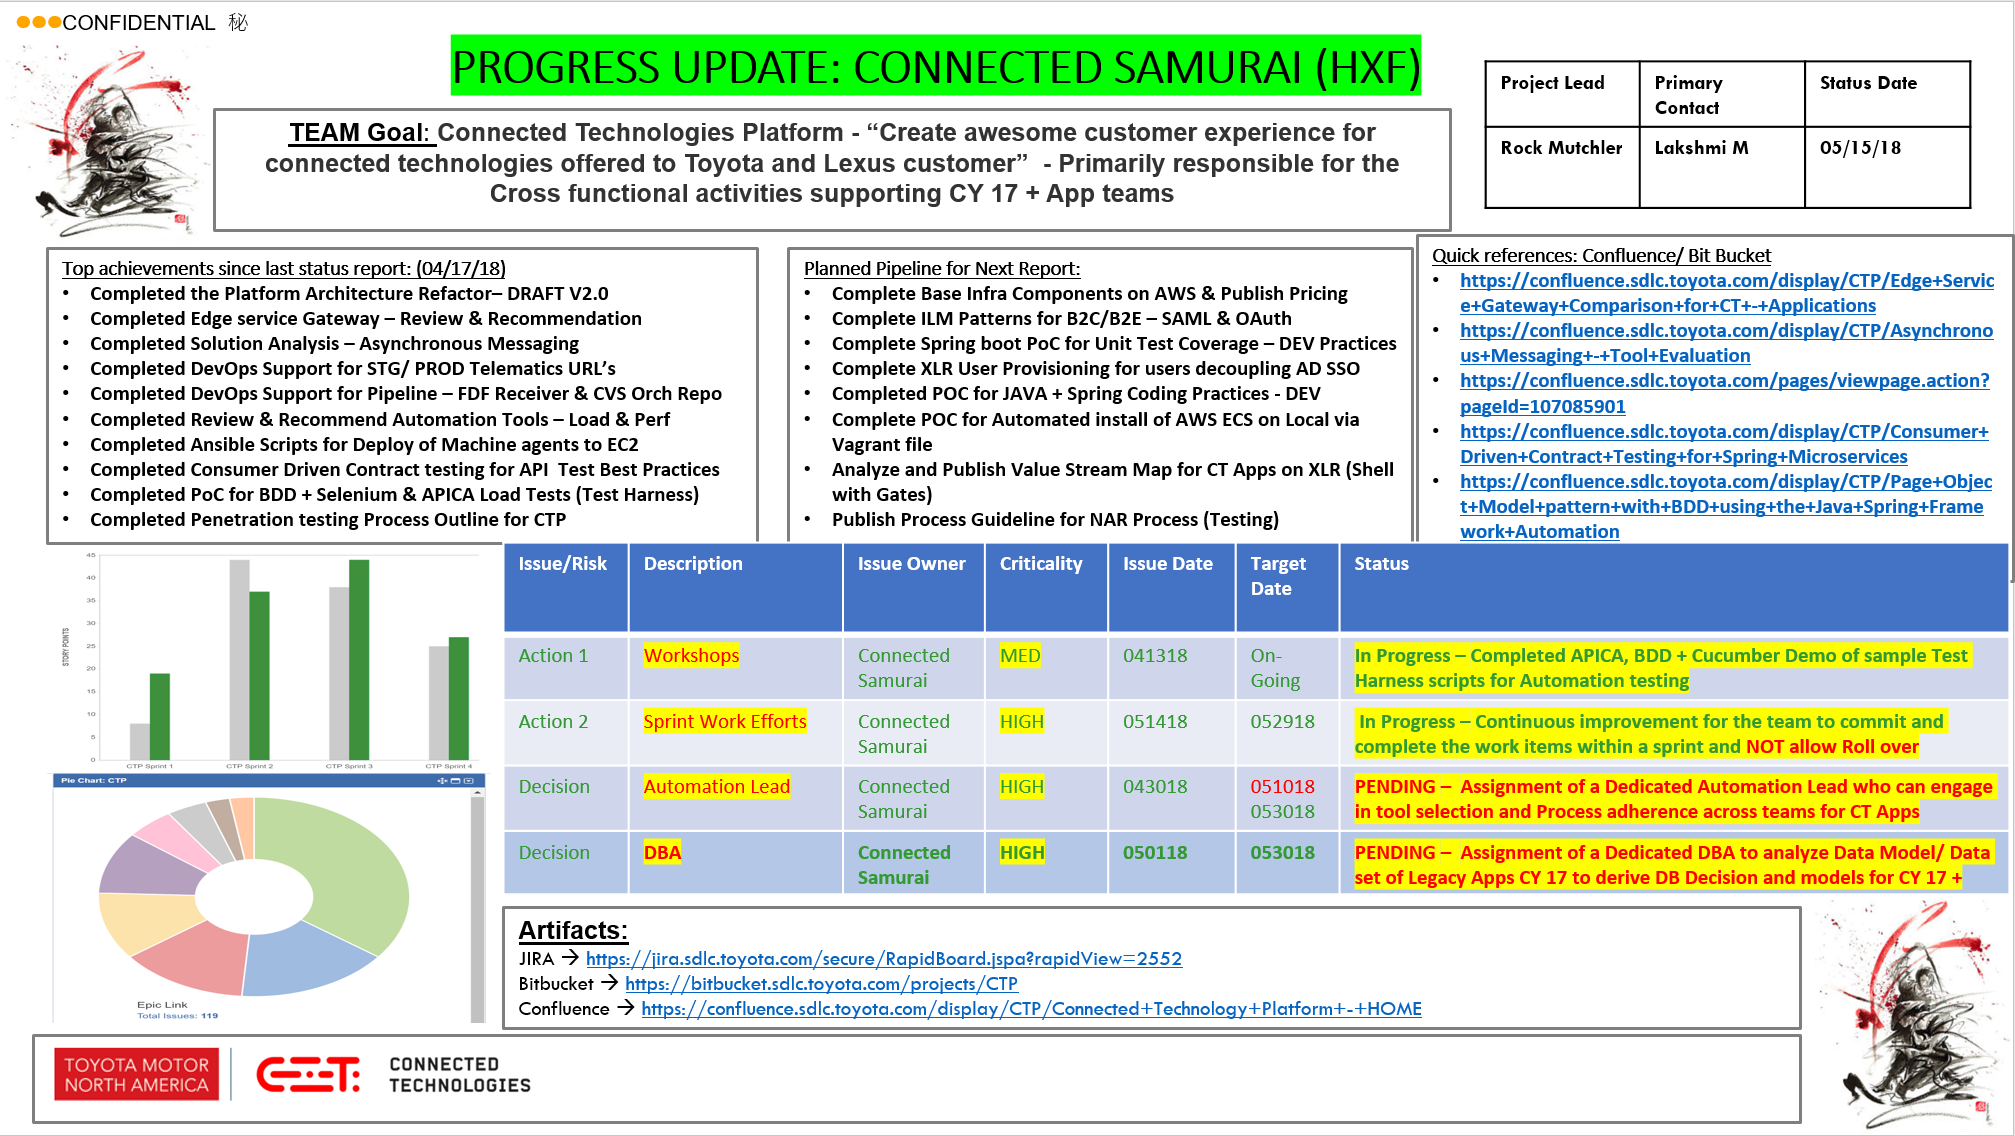 CONFIDENTIAL 秘
PROGRESS UPDATE: CONNECTED SAMURAI (HXF)
Project Lead
Primary
Contact
Status Date
Rock Mutchler
Lakshmi M
05/15/18
TEAM Goal: Connected Technologies Platform - “Create awesome customer experience for
connected technologies offered to Toyota and Lexus customer” - Primarily responsible for the
Cross functional activities supporting CY 17 + App teams
Top achievements since last status report: (04/17/18)
• Completed the Platform Architecture Refactor– DRAFT V2.0
• Completed Edge service Gateway – Review & Recommendation
• Completed Solution Analysis – Asynchronous Messaging
• Completed DevOps Support for STG/ PROD Telematics URL’s
• Completed DevOps Support for Pipeline – FDF Receiver & CVS Orch Repo
• Completed Review & Recommend Automation Tools – Load & Perf
• Completed Ansible Scripts for Deploy of Machine agents to EC2
• Completed Consumer Driven Contract testing for API Test Best Practices
• Completed PoC for BDD + Selenium & APICA Load Tests (Test Harness)
• Completed Penetration testing Process Outline for CTP
Planned Pipeline for Next Report:
• Complete Base Infra Components on AWS & Publish Pricing
• Complete ILM Patterns for B2C/B2E – SAML & OAuth
• Complete Spring boot PoC for Unit Test Coverage – DEV Practices
• Complete XLR User Provisioning for users decoupling AD SSO
• Completed POC for JAVA + Spring Coding Practices - DEV
• Complete POC for Automated install of AWS ECS on Local via
Vagrant file
• Analyze and Publish Value Stream Map for CT Apps on XLR (Shell
with Gates)
• Publish Process Guideline for NAR Process (Testing)
Quick references: Confluence/ Bit Bucket
• https://confluence.sdlc.toyota.com/display/CTP/Edge+Servic
e+Gateway+Comparison+for+CT+-+Applications
• https://confluence.sdlc.toyota.com/display/CTP/Asynchrono
us+Messaging+-+Tool+Evaluation
• https://confluence.sdlc.toyota.com/pages/viewpage.action?
pageId=107085901
• https://confluence.sdlc.toyota.com/display/CTP/Consumer+
Driven+Contract+Testing+for+Spring+Microservices
• https://confluence.sdlc.toyota.com/display/CTP/Page+Objec
t+Model+pattern+with+BDD+using+the+Java+Spring+Frame
work+Automation
STORY POINTS
45
40
35
30
25
20
15
10
5
0
CTP Sprint 1
CTP Sprint 2
CTP Sprint 3
CTP Sprint 4
Pie Chart: CTP
Epic Link
Total Issues: 119
Issue/Risk
Description
Issue Owner
Criticality
Issue Date
Target
Date
Status
Action 1
Workshops
Connected
Samurai
MED
041318
On-
Going
In Progress – Completed APICA, BDD + Cucumber Demo of sample Test
Harness scripts for Automation testing
Action 2
Sprint Work Efforts
Connected
Samurai
HIGH
051418
052918
In Progress – Continuous improvement for the team to commit and
complete the work items within a sprint and NOT allow Roll over
Decision
Automation Lead
Connected
Samurai
HIGH
043018
051018
053018
PENDING – Assignment of a Dedicated Automation Lead who can engage
in tool selection and Process adherence across teams for CT Apps
Decision
DBA
Connected
Samurai
HIGH
050118
053018
PENDING – Assignment of a Dedicated DBA to analyze Data Model/ Data
set of Legacy Apps CY 17 to derive DB Decision and models for CY 17 +
Artifacts:
JIRA → https://jira.sdlc.toyota.com/secure/RapidBoard.jspa?rapidView=2552
Bitbucket → https://bitbucket.sdlc.toyota.com/projects/CTP
Confluence → https://confluence.sdlc.toyota.com/display/CTP/Connected+Technology+Platform+-+HOME
TOYOTA MOTOR
NORTH AMERICA
CONNECTED
TECHNOLOGIES